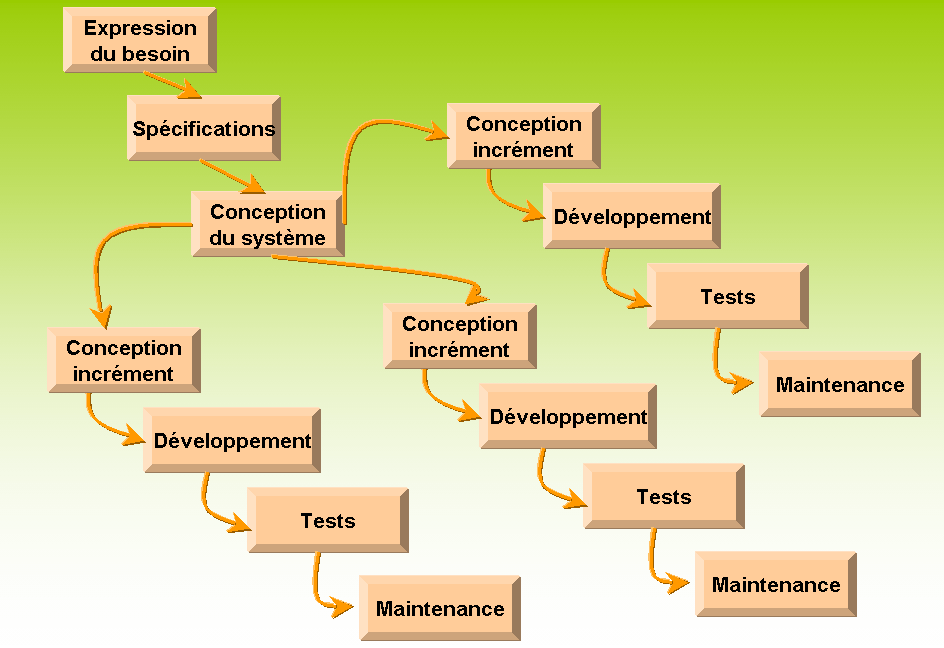 Expression
du besoin
Spécifications
Conception
du système
Conception
incrément
Développement
Tests
Maintenance
Conception
incrément
Développement
Tests
Maintenance
Conception
incrément
Développement
Tests
Maintenance